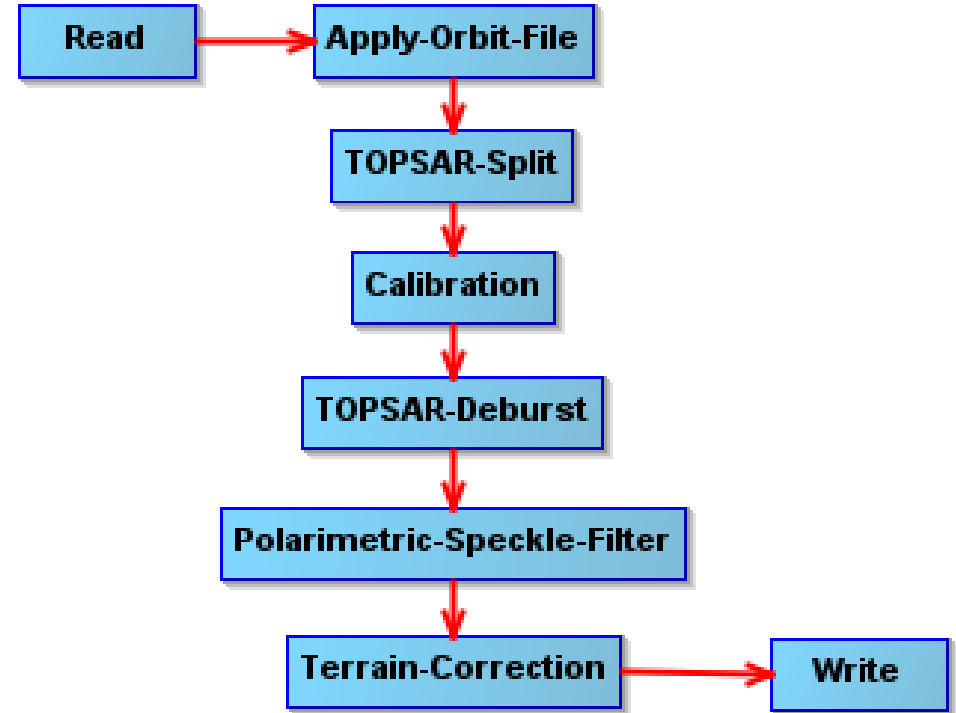 Read
Apply-Orbit-File
TOPSAR-Split
Calibration
TOPSAR-Deburst
Polarimetric-Speckle-Filter
Terrain-Correction
Write